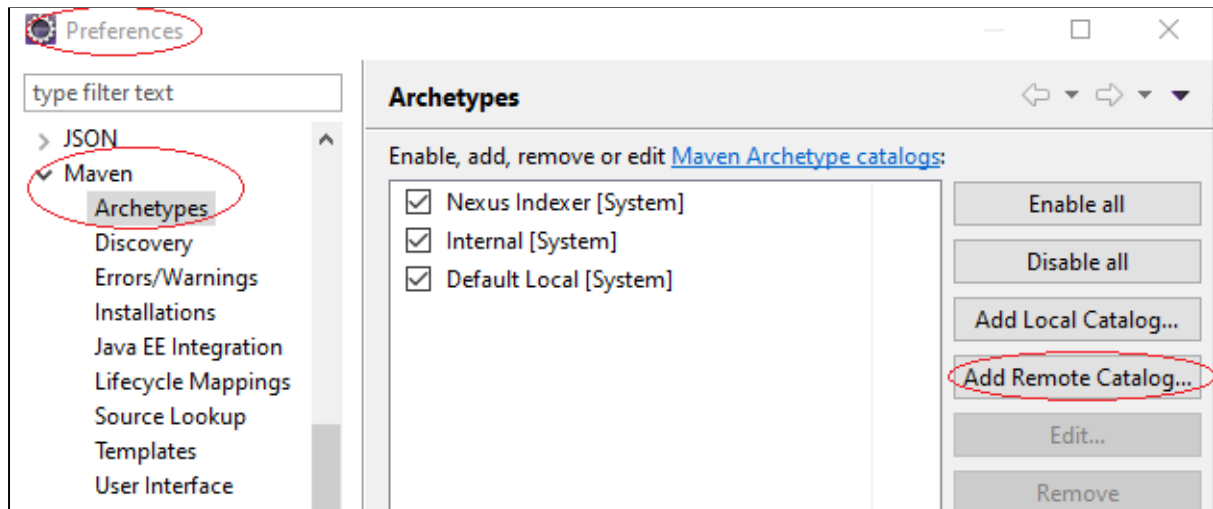 Preferences
type filter text
JSON
Maven
Archetypes
Discovery
Errors/Warnings
Installations
Java EE Integration
Lifecycle Mappings
Source Lookup
Templates
User Interface
Archetypes
Enable, add, remove or edit Maven Archetype catalogs:
Nexus Indexer [System]
Internal [System]
Default Local [System]
Enable all
Disable all
Add Local Catalog...
Add Remote Catalog...
Edit...
Remove